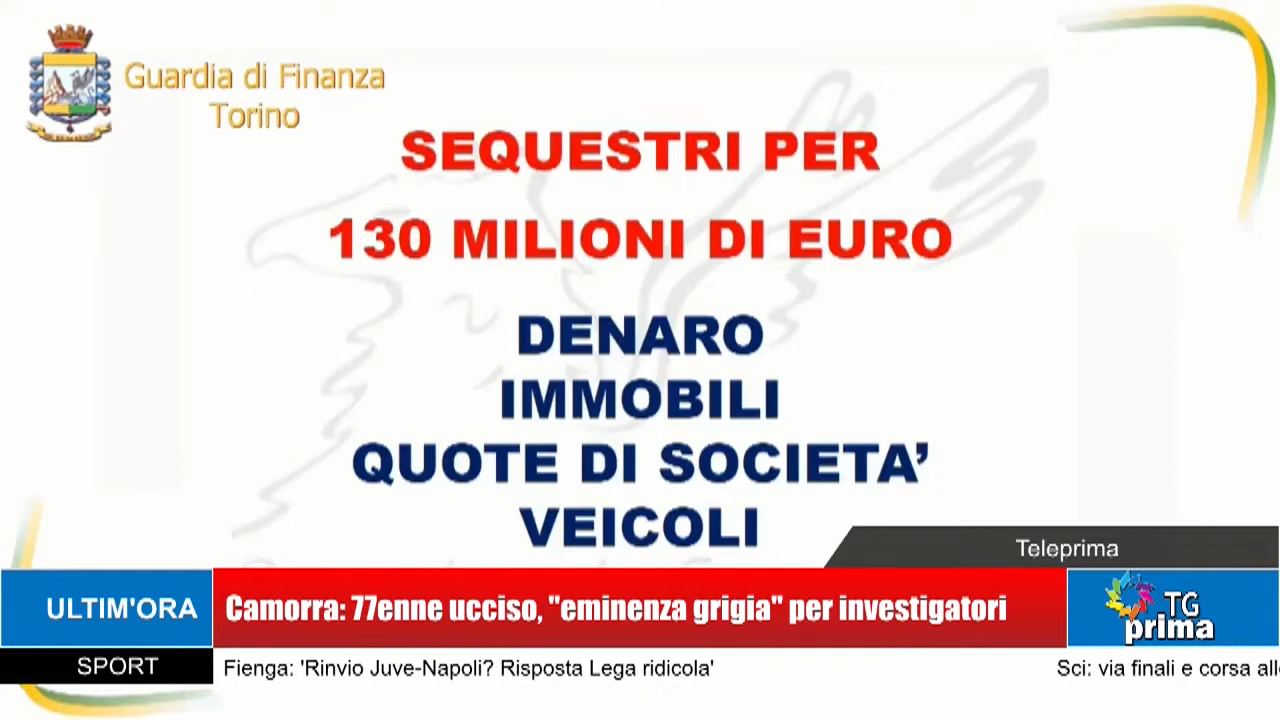 Guardia di Finanza
Torino
SEQUESTRI PER
130 MILIONI DI EURO
DENARO
IMMOBILI
QUOTE DI SOCIETA'
VEICOLI
Teleprima
ULTIM'ORA
Camorra: 77enne ucciso, "eminenza grigia" per investigatori
TG
prima
SPORT
Fienga: 'Rinvio Juve-Napoli? Risposta Lega ridicola'
Sci: via finali e corsa all